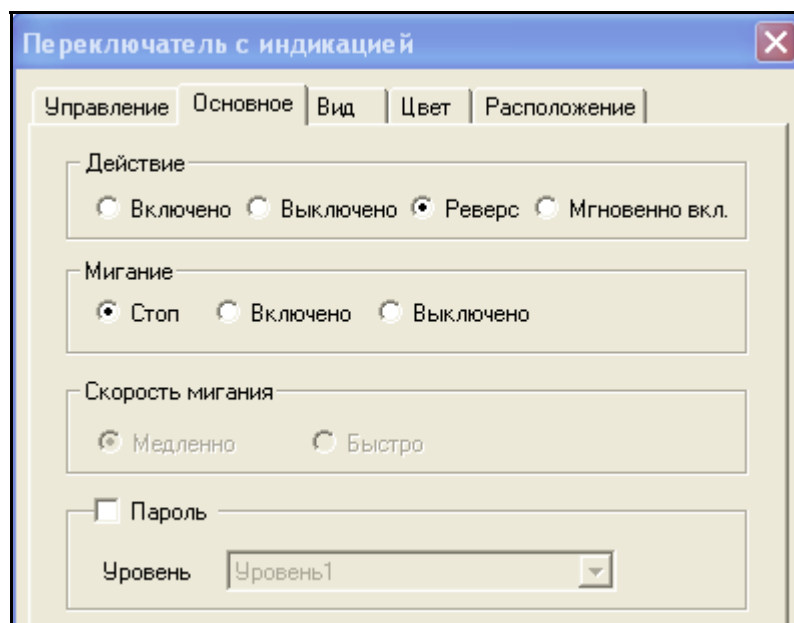 Переключатель с индикацией
Управление Основное Вид Цвет Расположение
Действие
Включено Выключено Реверс Мгновенно вкл.
Мигание
Стоп Включено Выключено
Скорость мигания
Медленно Быстро
Пароль
Уровень Уровень1